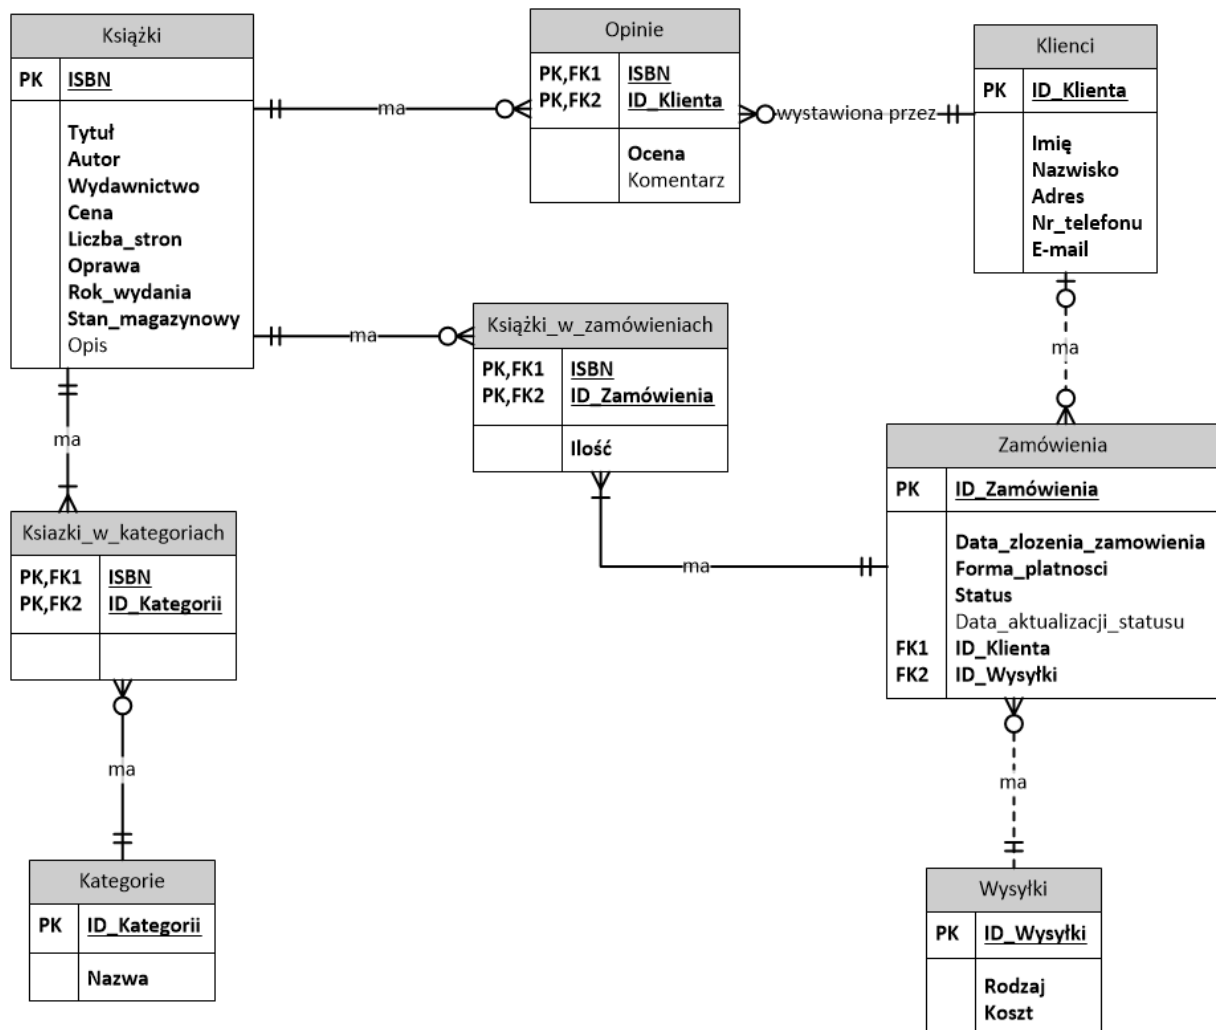 Książki
PK ISBN
Tytuł
Autor
Wydawnictwo
Cena
Liczba_stron
Oprawa
Rok_wydania
Stan_magazynowy
Opis
ma
Opinie
PK,FK1 ISBN
PK,FK2 ID_Klienta
Ocena
Komentarz
wystawiona przez
Klienci
PK ID_Klienta
Imię
Nazwisko
Adres
Nr_telefonu
E-mail
ma
Książki_w_zamówieniach
PK,FK1 ISBN
PK,FK2 ID_Zamówienia
Ilość
ma
ma
Zamówienia
PK ID_Zamówienia
Data_zlozenia_zamowienia
Forma_platnosci
Status
Data_aktualizacji_statusu
FK1 ID_Klienta
FK2 ID_Wysyłki
ma
ma
Ksiazki_w_kategoriach
PK,FK1 ISBN
PK,FK2 ID_Kategorii
ma
Kategorie
PK ID_Kategorii
Nazwa
ma
Wysyłki
PK ID_Wysyłki
Rodzaj
Koszt